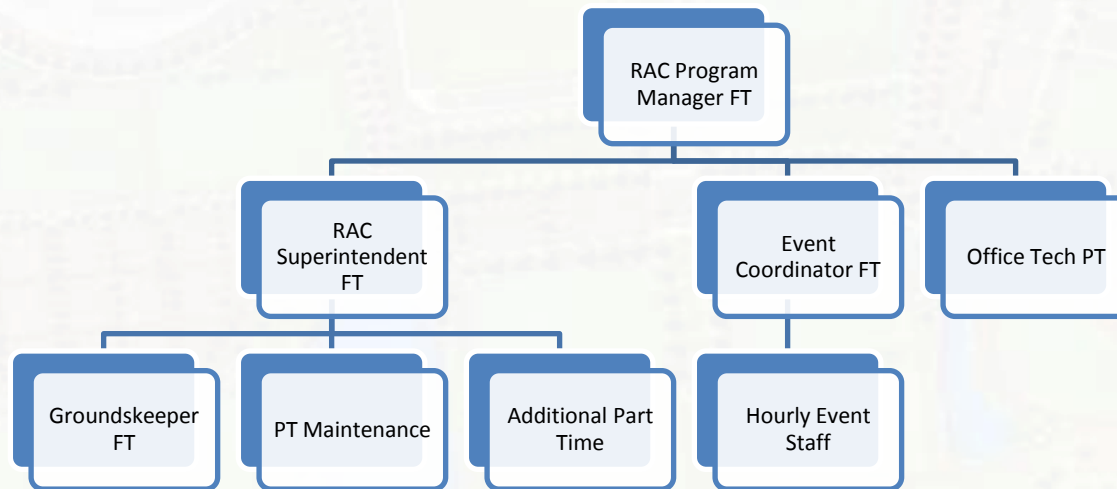 RAC Program
Manager FT
RAC
Superintendent
FT
Event
Coordinator FT
Office Tech PT
Groundskeeper
FT
PT Maintenance
Additional Part
Time
Hourly Event
Staff